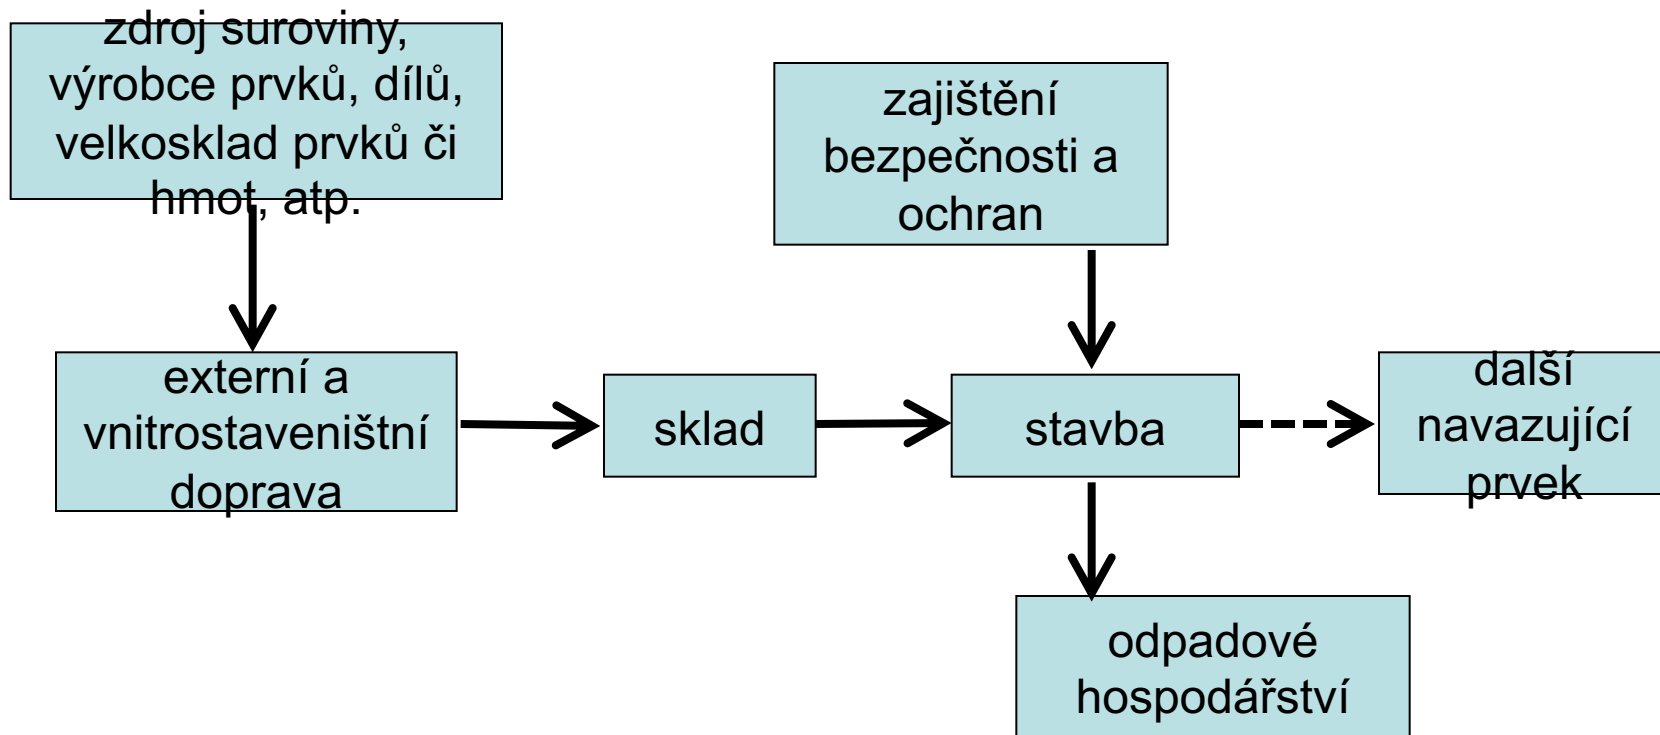 zdroj suroviny,
výrobce prvků, dílů,
velkosklad prvků či
hmot, atp.
zajištění
bezpečnosti a
ochran
externí a
vnitrostaveništní
doprava
sklad
stavba
další
navazující
prvek
odpadové
hospodářství